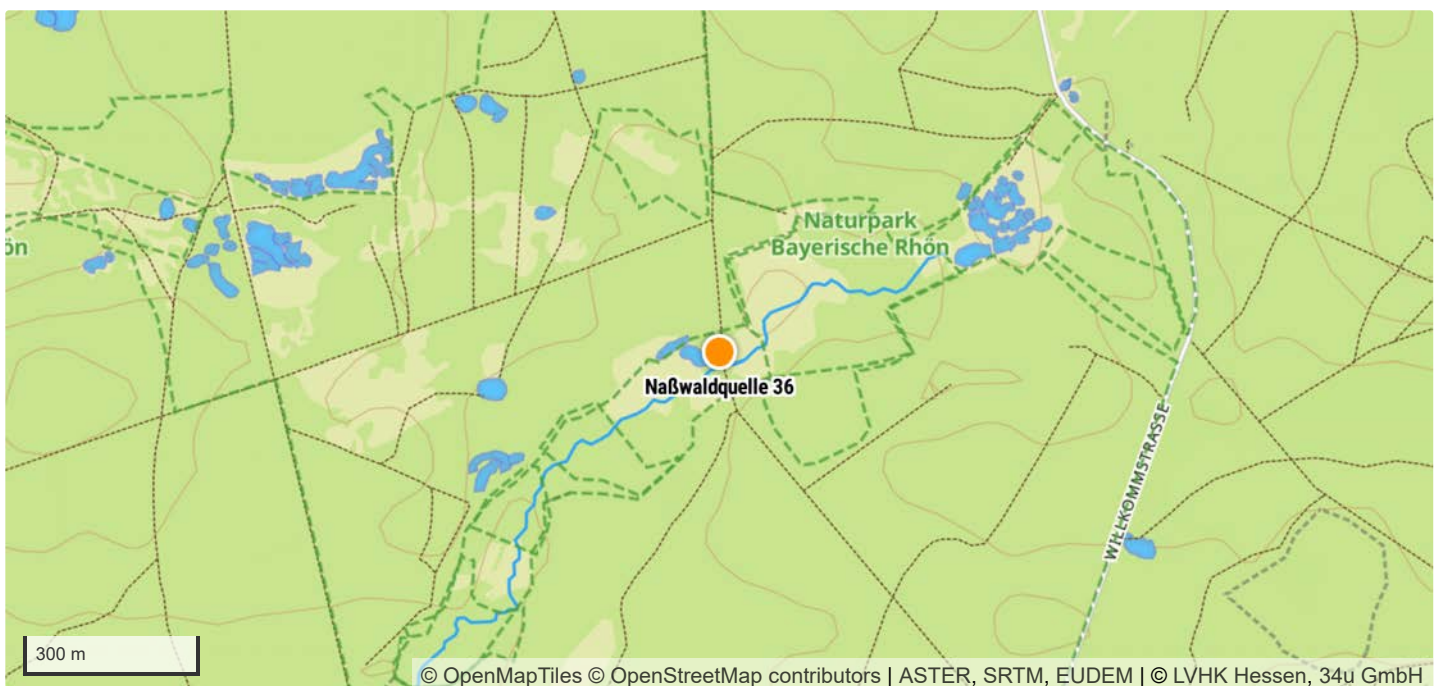 Naturpark
Bayerische Rhön
ön
Naßwaldquelle 36
WILLKOMMSTRASSE
300 m
© OpenMapTiles © OpenStreetMap contributors | ASTER, SRTM, EUDEM | © LVHK Hessen, 34u GmbH